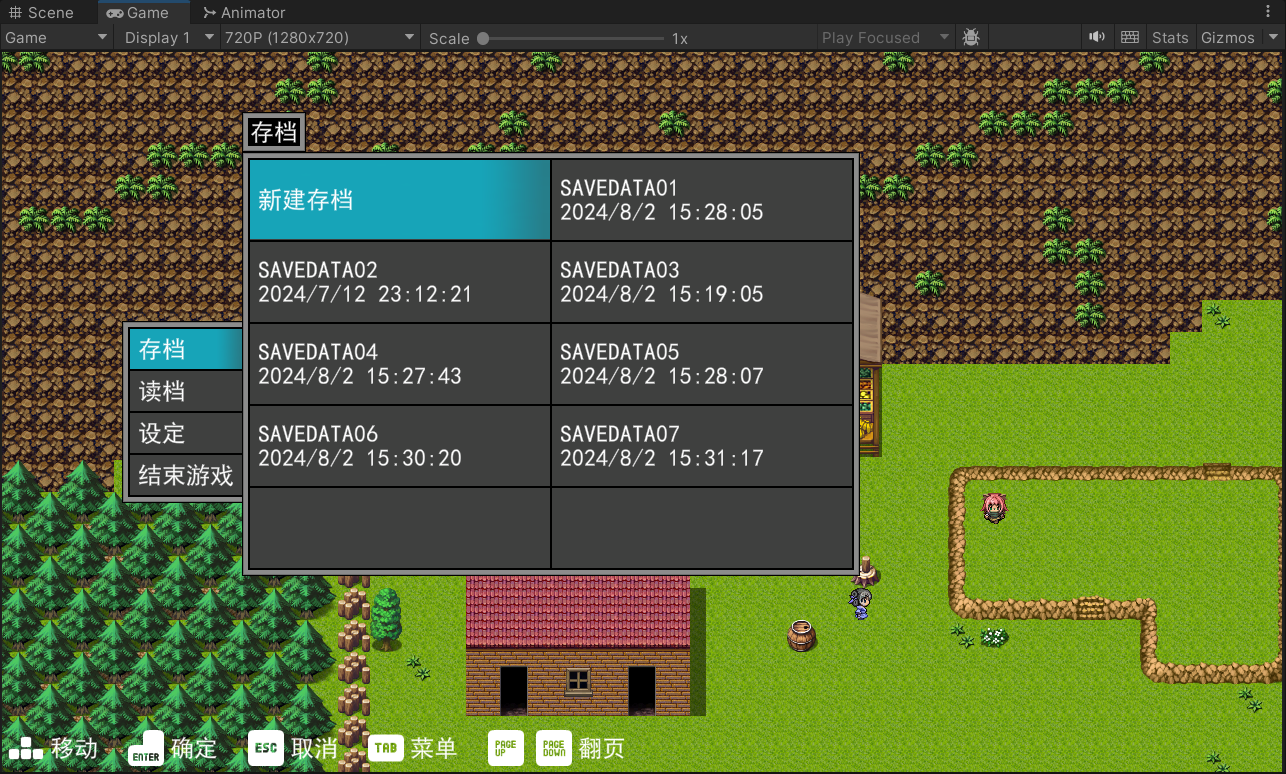 Scene Game Animator
Game Display 1 720P (1280x720) Scale 1x Play Focused Stats Gizmos
存档
新建存档
SAVEDATA01
2024/8/2 15:28:05
SAVEDATA02
2024/7/12 23:12:21
SAVEDATA03
2024/8/2 15:19:05
SAVEDATA04
2024/8/2 15:27:43
SAVEDATA05
2024/8/2 15:28:07
SAVEDATA06
2024/8/2 15:30:20
SAVEDATA07
2024/8/2 15:31:17
存档
读档
设定
结束游戏
移动 ENTER 确定 ESC 取消 TAB 菜单 PAGE UP PAGE DOWN 翻页